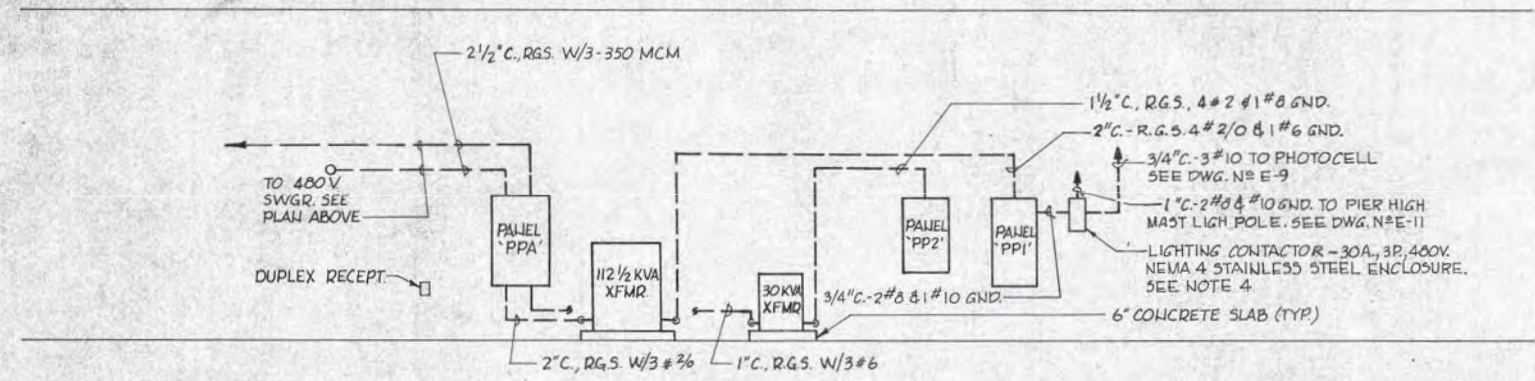 2 1/2" C., R.G.S. W/3-350 MCM
TO 480V.
SWGR. SEE
PLAN ABOVE
DUPLEX RECEPT.
PANEL
'PPA'
112 1/2 KVA
XFMR.
2" C., R.G.S. W/3 # 2/0
1" C., R.G.S. W/3 #6
30 KVA
XFMR
PANEL
'PP2'
PANEL
'PP1'
1 1/2" C., R.G.S., 4 #2 & 1 #8 GND.
2" C.- R.G.S. 4 # 2/0 & 1 #6 GND.
3/4" C.-3 #10 TO PHOTOCELL
SEE DWG. Nº E-9
1" C.-2 #8 & #10 GND. TO PIER HIGH
MAST LIGH POLE. SEE DWG. Nº E-11
LIGHTING CONTACTOR - 30A., 3P., 480V.
NEMA 4 STAINLESS STEEL ENCLOSURE.
SEE NOTE 4
3/4" C.-2 #8 & 1 #10 GND.
6" CONCRETE SLAB (TYP.)